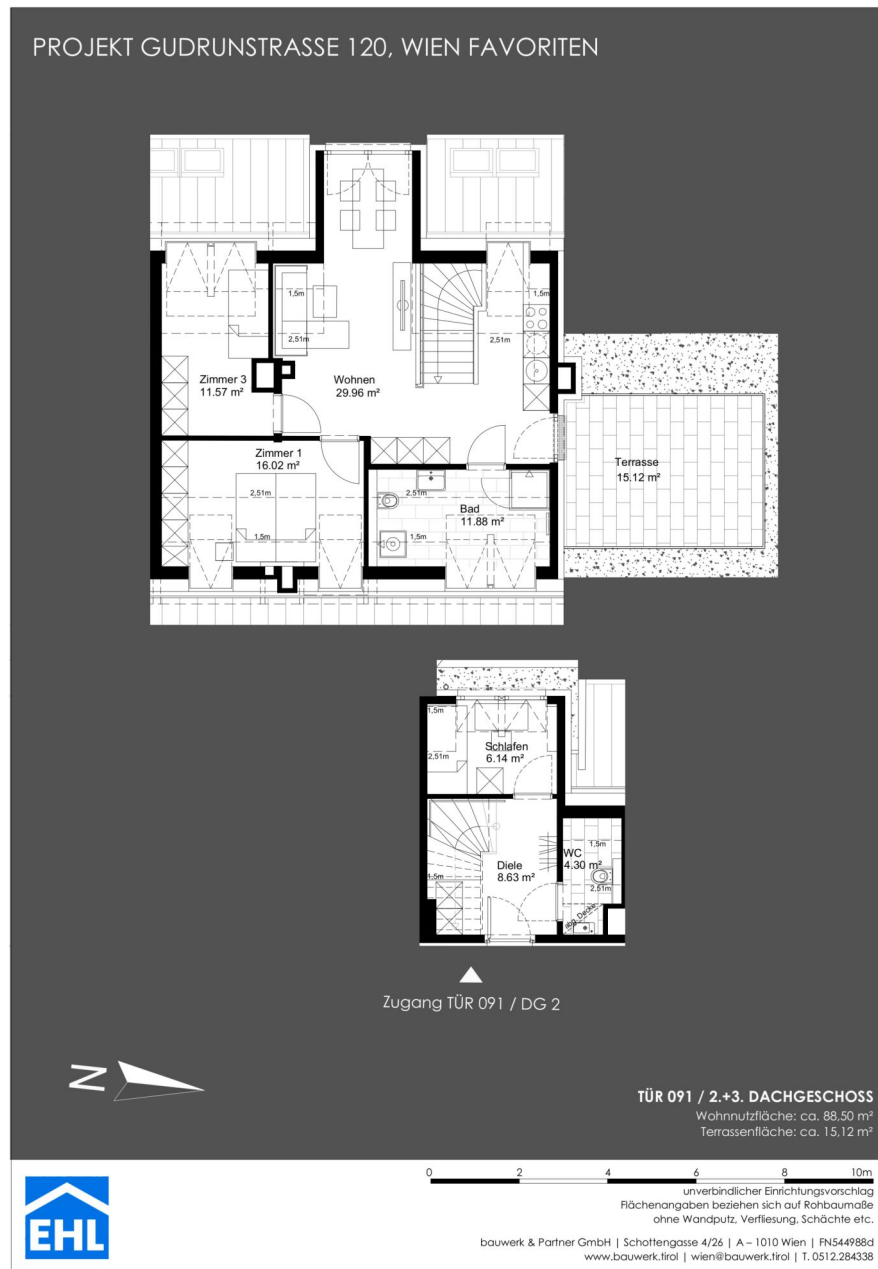 PROJEKT GUDRUNSTRASSE 120, WIEN FAVORITEN
1,5m
1,5m
2,51m
2,51m
Zimmer 3
11.57 m²
Wohnen
29.96 m²
Zimmer 1
16.02 m²
2,51m
1,5m
2,51m
Bad
11.88 m²
1,5m
Terrasse
15.12 m²
1,5m
Schlafen
6.14 m²
2,51m
Diele
8.63 m²
1,5m
1,5m
WC
4.30 m²
2,51m
abg. Decke
Zugang TÜR 091 / DG 2
N
TÜR 091 / 2.+3. DACHGESCHOSS
Wohnnutzfläche: ca. 88,50 m²
Terrassenfläche: ca. 15,12 m²
0 2 4 6 8 10m
unverbindlicher Einrichtungsvorschlag
Flächenangaben beziehen sich auf Rohbaumaße
ohne Wandputz, Verfliesung, Schächte etc.
EHL
bauwerk & Partner GmbH | Schottengasse 4/26 | A – 1010 Wien | FN544988d
www.bauwerk.tirol | wien@bauwerk.tirol | T. 0512.284338